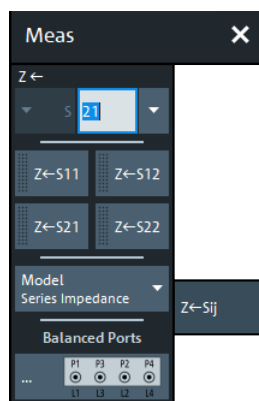 Meas
Z ←
S 21
Z←S11 Z←S12
Z←S21 Z←S22
Model
Series Impedance
Z←Sij
Balanced Ports
... P1 P3 P2 P4
L1 L3 L2 L4